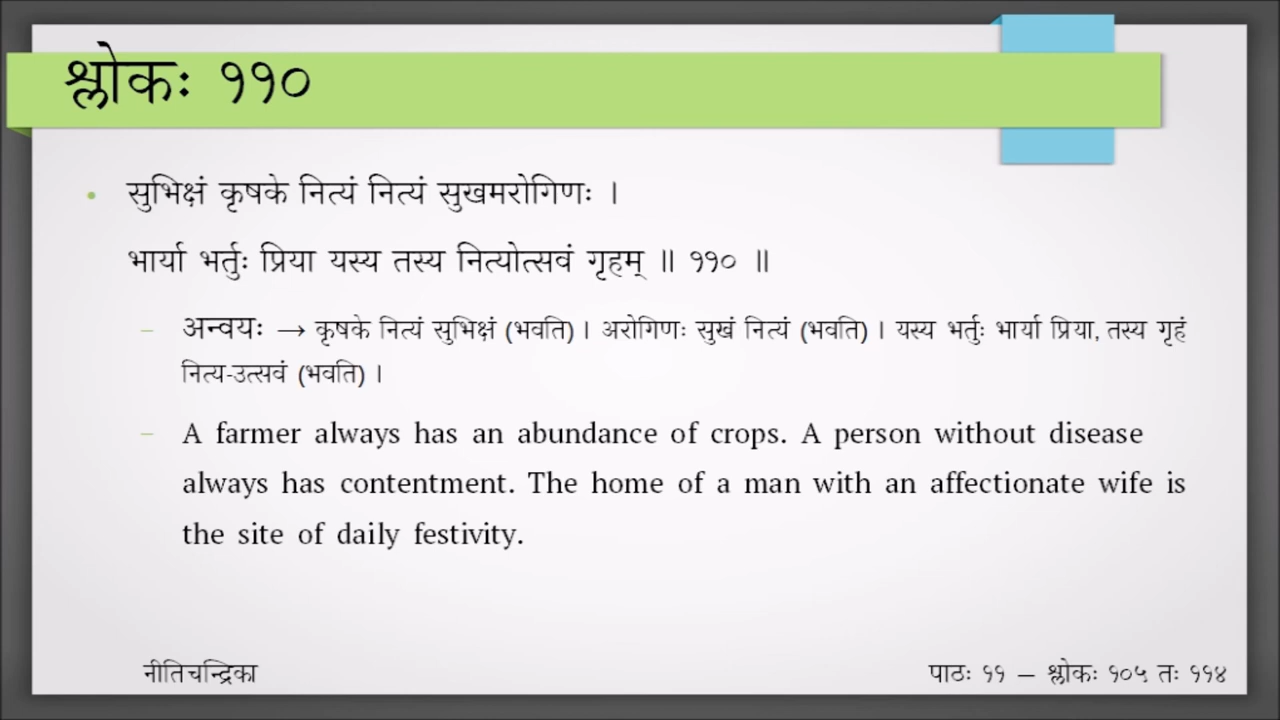 श्लोकः ११०
• सुभिक्षं कृषके नित्यं नित्यं सुखमरोगिणः ।
भार्या भर्तुः प्रिया यस्य तस्य नित्योत्सवं गृहम् ॥ ११० ॥
– अन्वयः → कृषके नित्यं सुभिक्षं (भवति) । अरोगिणः सुखं नित्यं (भवति) । यस्य भर्तुः भार्या प्रिया, तस्य गृहं
नित्य-उत्सवं (भवति) ।
– A farmer always has an abundance of crops. A person without disease
always has contentment. The home of a man with an affectionate wife is
the site of daily festivity.
नीतिचन्द्रिका
पाठः ११ – श्लोकः १०५ तः ११४